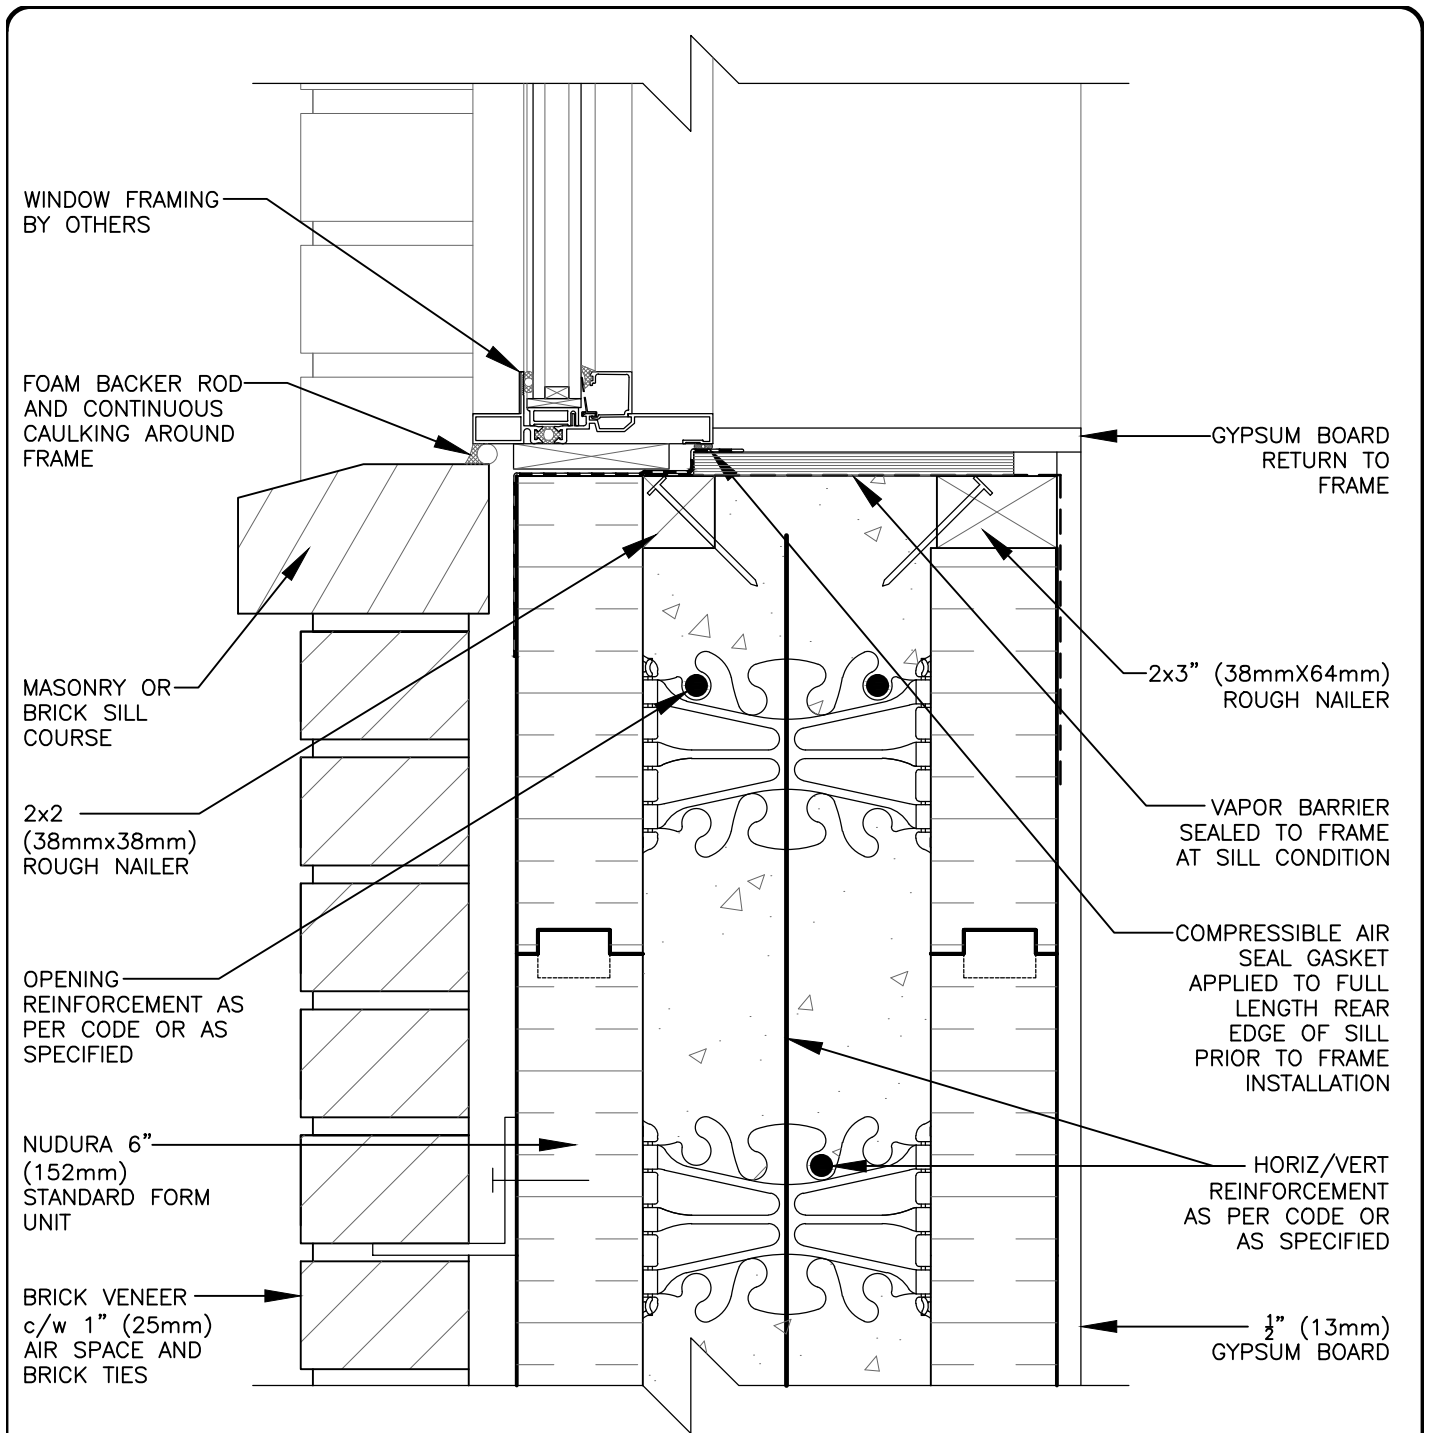 WINDOW FRAMING
BY OTHERS
FOAM BACKER ROD
AND CONTINUOUS
CAULKING AROUND
FRAME
MASONRY OR
BRICK SILL
COURSE
2x2
(38mmx38mm)
ROUGH NAILER
OPENING
REINFORCEMENT AS
PER CODE OR AS
SPECIFIED
NUDURA 6”
(152mm)
STANDARD FORM
UNIT
BRICK VENEER
c/w 1” (25mm)
AIR SPACE AND
BRICK TIES
GYPSUM BOARD
RETURN TO
FRAME
2x3” (38mmX64mm)
ROUGH NAILER
VAPOR BARRIER
SEALED TO FRAME
AT SILL CONDITION
COMPRESSIBLE AIR
SEAL GASKET
APPLIED TO FULL
LENGTH REAR
EDGE OF SILL
PRIOR TO FRAME
INSTALLATION
HORIZ/VERT
REINFORCEMENT
AS PER CODE OR
AS SPECIFIED
½” (13mm)
GYPSUM BOARD